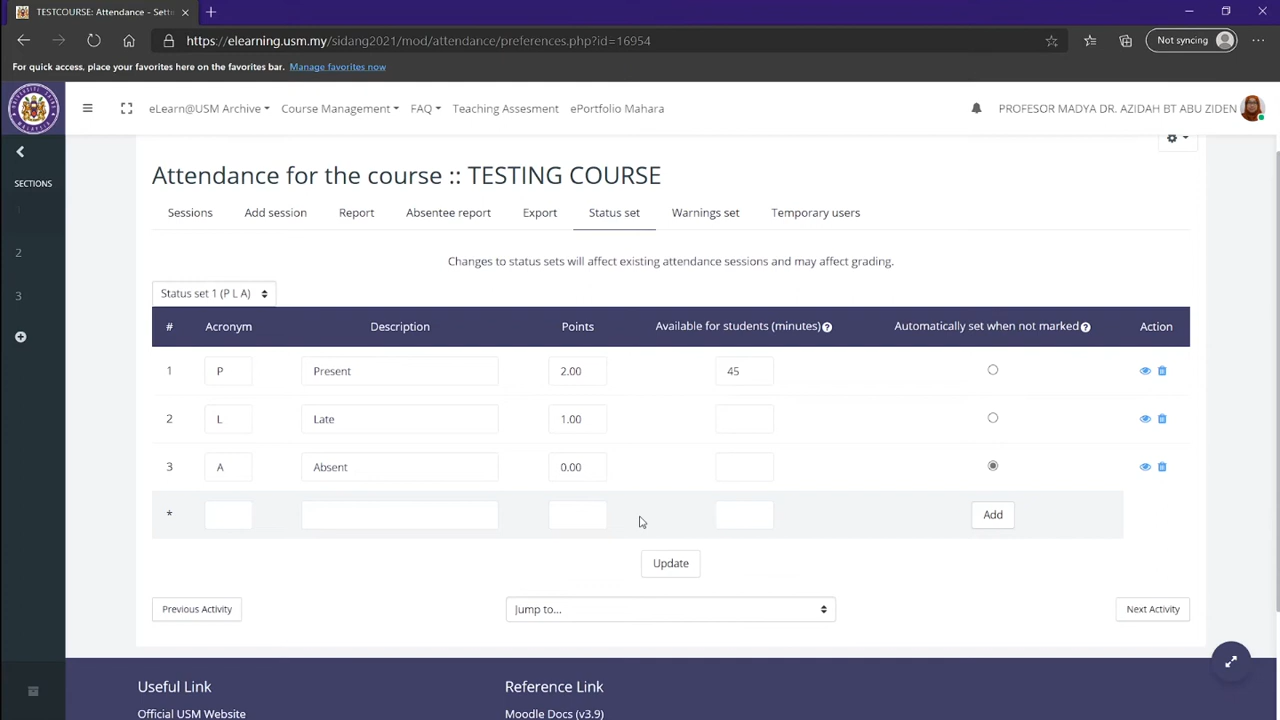 TESTCOURSE: Attendance - Setti
https://elearning.usm.my/sidang2021/mod/attendance/preferences.php?id=16954
Not syncing
For quick access, place your favorites here on the favorites bar. Manage favorites now
eLearn@USM Archive Course Management FAQ Teaching Assesment ePortfolio Mahara PROFESOR MADYA DR. AZIDAH BT ABU ZIDEN
SECTIONS
1
2
3
Attendance for the course :: TESTING COURSE
Sessions Add session Report Absentee report Export Status set Warnings set Temporary users
Changes to status sets will affect existing attendance sessions and may affect grading.
Status set 1 (P L A)
# Acronym Description Points Available for students (minutes) Automatically set when not marked Action
1 P Present 2.00 45
2 L Late 1.00
3 A Absent 0.00
* Add
Update
Previous Activity Jump to... Next Activity
Useful Link Reference Link
Official USM Website Moodle Docs (v3.9)